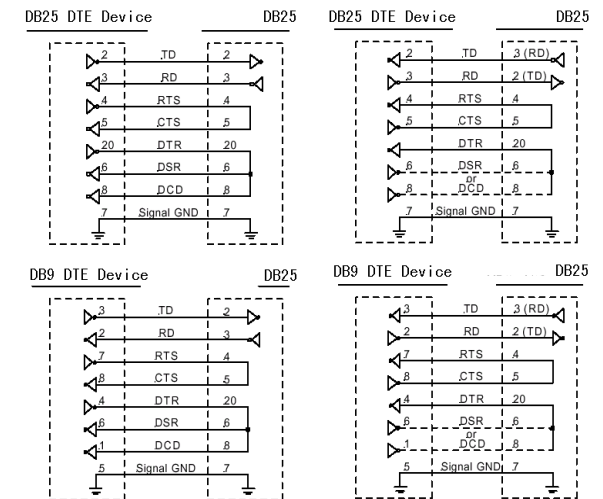 DB25 DTE Device DB25
2 TD 2
3 RD 3
4 RTS 4
5 CTS 5
20 DTR 20
6 DSR 6
8 DCD 8
7 Signal GND 7
DB25 DTE Device DB25
2 TD 3 (RD)
3 RD 2 (TD)
4 RTS 4
5 CTS 5
DTR 20
6 DSR 6
or
8 DCD 8
7 Signal GND 7
DB9 DTE Device DB25
3 TD 2
2 RD 3
7 RTS 4
8 CTS 5
4 DTR 20
6 DSR 6
1 DCD 8
5 Signal GND 7
DB9 DTE Device DB25
3 TD 3 (RD)
2 RD 2 (TD)
7 RTS 4
8 CTS 5
4 DTR 20
6 DSR 6
or
1 DCD 8
5 Signal GND 7